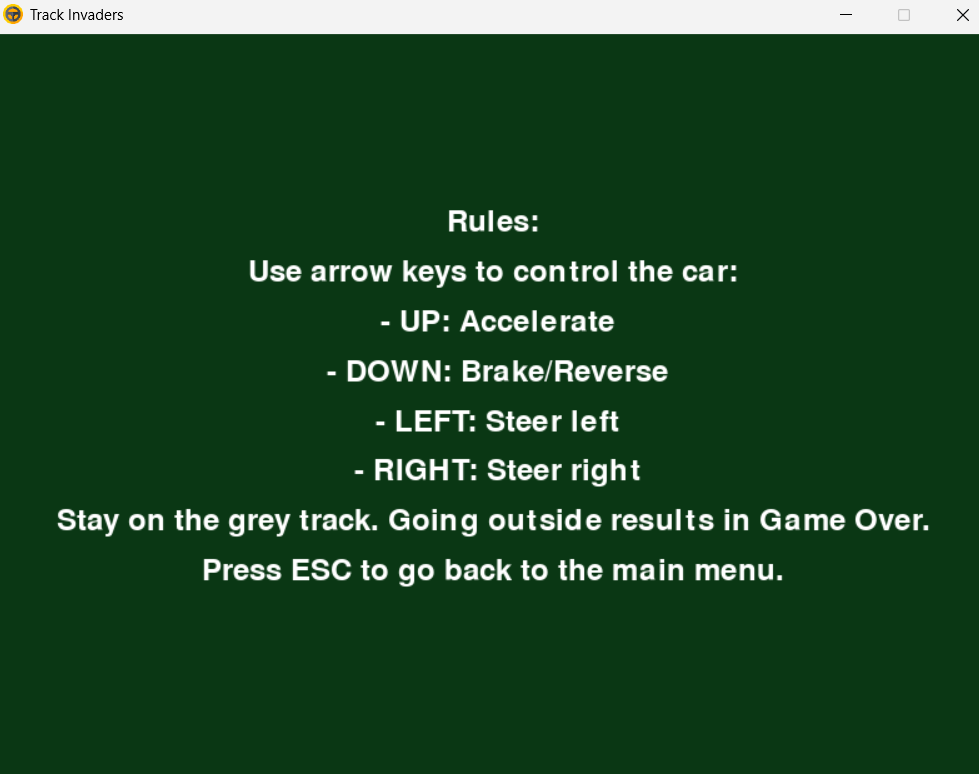 Track Invaders
Rules:
Use arrow keys to control the car:
- UP: Accelerate
- DOWN: Brake/Reverse
- LEFT: Steer left
- RIGHT: Steer right
Stay on the grey track. Going outside results in Game Over.
Press ESC to go back to the main menu.